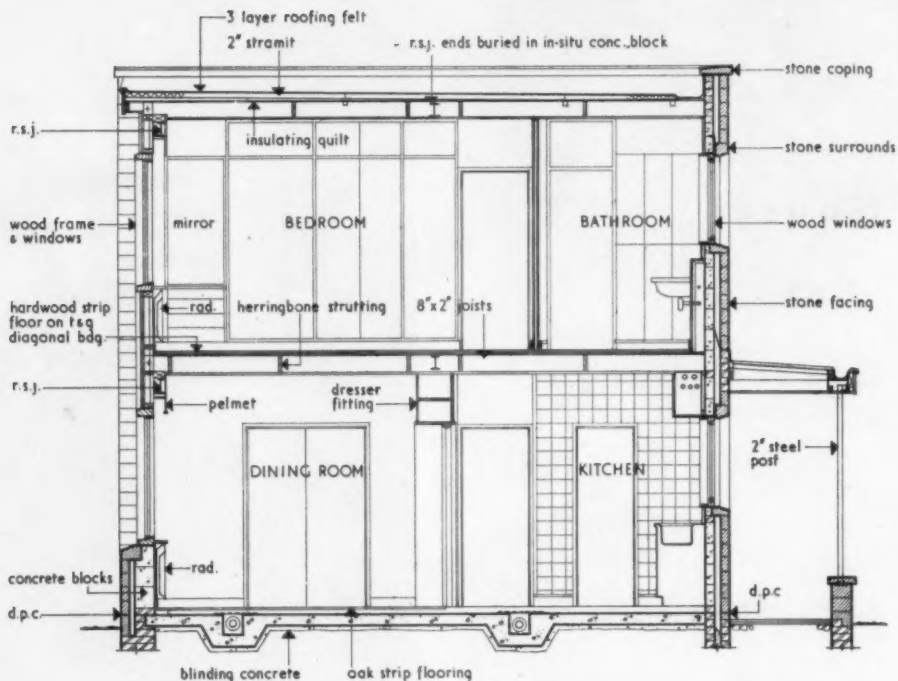 3 layer roofing felt
2" stramit
r.s.j. ends buried in in-situ conc., block
stone coping
r.s.j.
insulating quilt
stone surrounds
wood frame
& windows
mirror
BEDROOM
BATHROOM
wood windows
hardwood strip
floor on t&g
diagonal bdg.
rad.
herringbone strutting
8"x2" joists
stone facing
r.s.j.
pelmet
dresser
fitting
2" steel
post
DINING ROOM
KITCHEN
concrete blocks
rad.
d.p.c.
d.p.c
blinding concrete
oak strip flooring